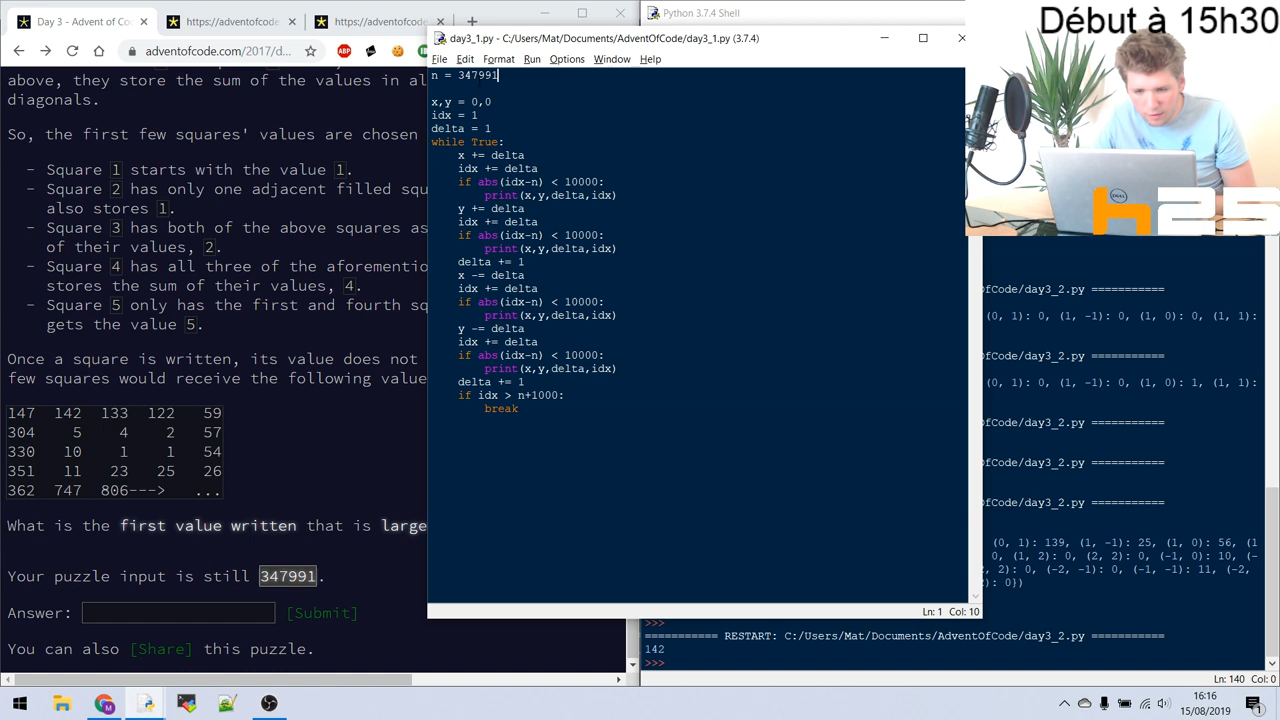 Début à 15h30
Day 3 - Advent of Co
https://adventofcode
https://adventofcode
adventofcode.com/2017/d...
above, they store the sum of the values in al
diagonals.
So, the first few squares' values are chosen
- Square 1 starts with the value 1.
- Square 2 has only one adjacent filled squ
also stores 1.
- Square 3 has both of the above squares
of their values, 2.
- Square 4 has all three of the aforementio
stores the sum of their values, 4.
- Square 5 only has the first and fourth sq
gets the value 5.
Once a square is written, its value does not
few squares would receive the following value
147 142 133 122 59
304 5 4 2 57
330 10 1 1 54
351 11 23 25 26
362 747 806---> ...
What is the first value written that is large
Your puzzle input is still 347991.
Answer: [Submit]
You can also [Share] this puzzle.
day3_1.py - C:/Users/Mat/Documents/AdventOfCode/day3_1.py (3.7.4)
File Edit Format Run Options Window Help
n = 347991
x,y = 0,0
idx = 1
delta = 1
while True:
x += delta
idx += delta
if abs(idx-n) < 10000:
print(x,y,delta,idx)
y += delta
idx += delta
if abs(idx-n) < 10000:
print(x,y,delta,idx)
delta += 1
x -= delta
idx += delta
if abs(idx-n) < 10000:
print(x,y,delta,idx)
y -= delta
idx += delta
if abs(idx-n) < 10000:
print(x,y,delta,idx)
delta += 1
if idx > n+1000:
break
Ln: 1 Col: 10
Python 3.7.4 Shell
ABP
DELL
h25
ofCode/day3_2.py ===========
(0, 1): 0, (1, -1): 0, (1, 0): 0, (1, 1):
ofCode/day3_2.py ===========
(0, 1): 0, (1, -1): 0, (1, 0): 1, (1, 1):
ofCode/day3_2.py ===========
ofCode/day3_2.py ===========
ofCode/day3_2.py ===========
(0, 1): 139, (1, -1): 25, (1, 0): 56, (1
0, (1, 2): 0, (2, 2): 0, (-1, 0): 10, (-
, 2): 0, (-2, -1): 0, (-1, -1): 11, (-2,
): 0})
>>>
=========== RESTART: C:/Users/Mat/Documents/AdventOfCode/day3_2.py ===========
142
>>>
Ln: 140 Col: 0
16:16
15/08/2019
1